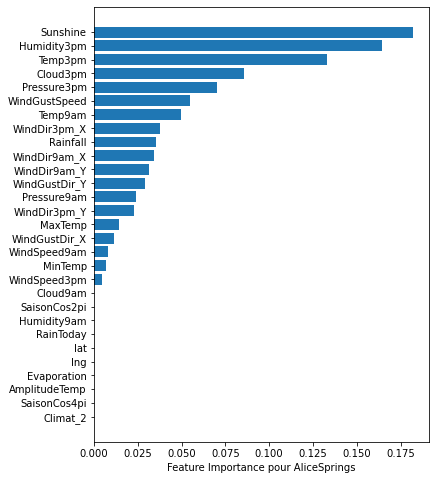 Sunshine
Humidity3pm
Temp3pm
Cloud3pm
Pressure3pm
WindGustSpeed
Temp9am
WindDir3pm_X
Rainfall
WindDir9am_X
WindDir9am_Y
WindGustDir_Y
Pressure9am
WindDir3pm_Y
MaxTemp
WindGustDir_X
WindSpeed9am
MinTemp
WindSpeed3pm
Cloud9am
SaisonCos2pi
Humidity9am
RainToday
lat
lng
Evaporation
AmplitudeTemp
SaisonCos4pi
Climat_2
0.000 0.025 0.050 0.075 0.100 0.125 0.150 0.175
Feature Importance pour AliceSprings